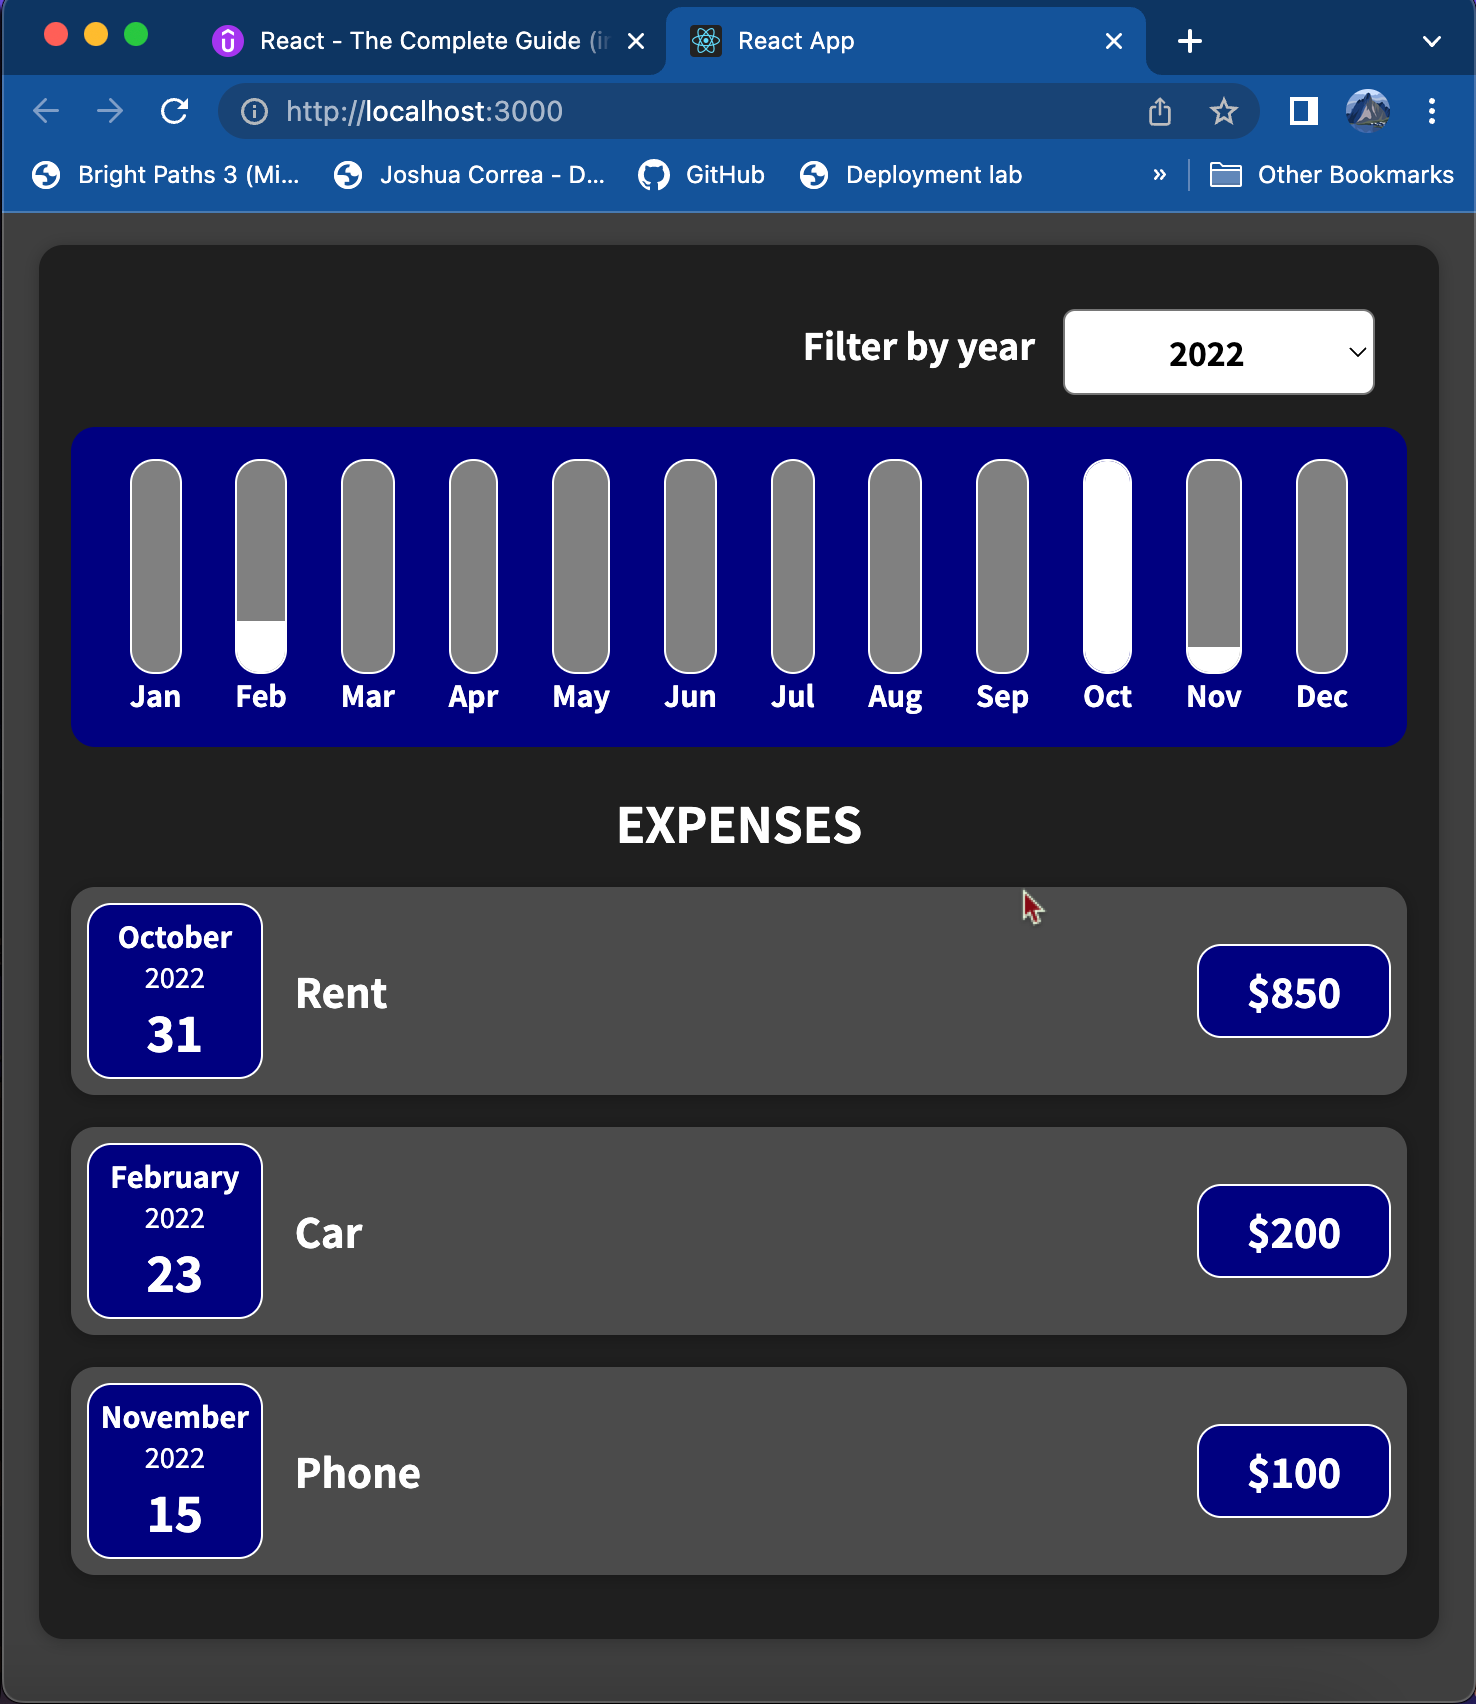 React - The Complete Guide (in
React App
http://localhost:3000
Bright Paths 3 (Mi...
Joshua Correa - D...
GitHub
Deployment lab
»
Other Bookmarks
Filter by year
2022
Jan Feb Mar Apr May Jun Jul Aug Sep Oct Nov Dec
EXPENSES
October
2022
31
Rent
$850
February
2022
23
Car
$200
November
2022
15
Phone
$100